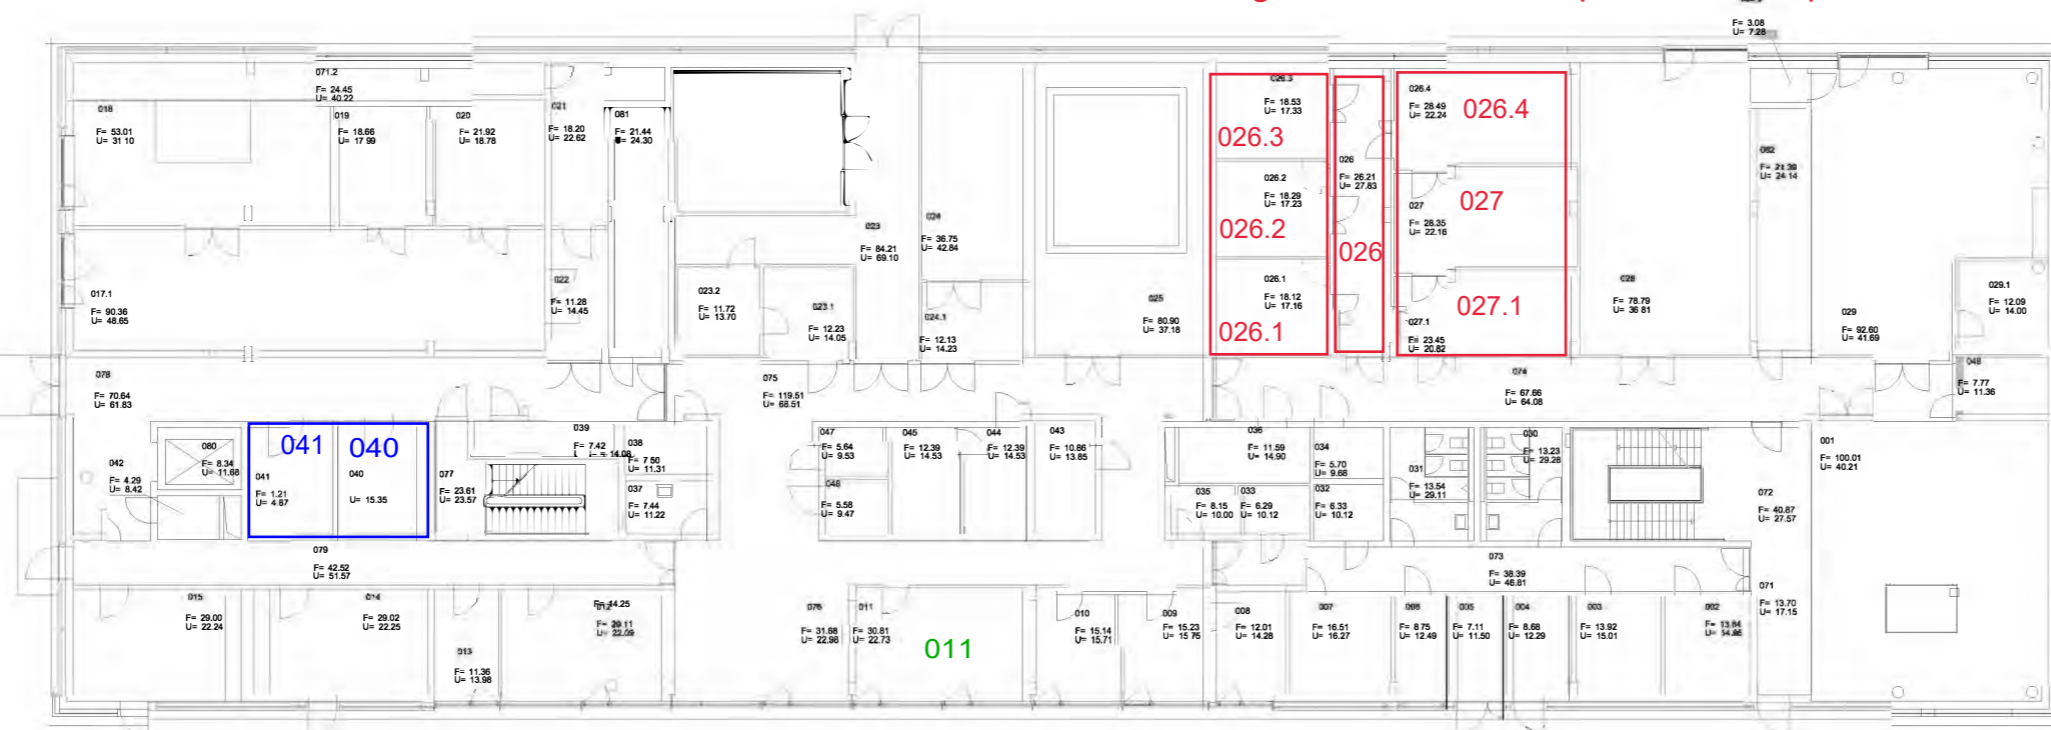 F= 3.08
U= 7.28
071.2
F= 24.45
U= 40.22
018
F= 53.01
U= 31.10
019
F= 18.66
U= 17.99
020
F= 21.92
U= 18.78
021
F= 18.20
U= 22.62
081
F= 21.44
U= 24.30
026.3
F= 18.53
U= 17.33
026.3
026.2
F= 18.29
U= 17.23
026.2
026.1
F= 18.12
U= 17.16
026.1
026
F= 26.21
U= 27.83
026
026.4
F= 28.49
U= 22.24
026.4
027
F= 28.35
U= 22.16
027
027.1
F= 23.45
U= 20.82
027.1
082
F= 21.39
U= 24.14
023
F= 84.21
U= 69.10
024
F= 36.75
U= 42.84
017.1
F= 90.36
U= 48.65
022
F= 11.28
U= 14.45
023.2
F= 11.72
U= 13.70
023.1
F= 12.23
U= 14.05
024.1
F= 12.13
U= 14.23
025
F= 80.90
U= 37.18
028
F= 78.79
U= 36.81
029
F= 92.60
U= 41.69
029.1
F= 12.09
U= 14.00
078
F= 70.64
U= 61.83
075
F= 119.51
U= 68.51
074
F= 67.66
U= 64.08
048
F= 7.77
U= 11.36
042
F= 4.29
U= 8.42
080
F= 8.34
U= 11.68
041
041
F= 1.21
U= 4.87
040
040
U= 15.35
077
F= 23.61
U= 23.57
039
F= 7.42
14.08
038
F= 7.50
U= 11.31
037
F= 7.44
U= 11.22
047
F= 5.64
U= 9.53
046
F= 5.58
U= 9.47
045
F= 12.39
U= 14.53
044
F= 12.39
U= 14.53
043
F= 10.86
U= 13.85
036
F= 11.59
U= 14.90
034
F= 5.70
U= 9.68
035
F= 8.15
U= 10.00
033
F= 6.29
U= 10.12
032
F= 6.33
U= 10.12
031
F= 13.54
U= 29.11
030
F= 13.23
U= 29.28
001
F= 100.01
U= 40.21
072
F= 40.87
U= 27.57
079
F= 42.52
U= 51.57
073
F= 38.39
U= 46.81
071
F= 13.70
U= 17.15
015
F= 29.00
U= 22.24
014
F= 29.02
U= 22.25
013
F= 11.36
U= 13.98
14.25
F= 29.11
U= 22.09
076
F= 31.68
U= 22.98
011
F= 30.81
U= 22.73
011
010
F= 15.14
U= 15.71
009
F= 15.23
U= 15.75
008
F= 12.01
U= 14.28
007
F= 16.51
U= 16.27
F= 8.75
U= 12.49
F= 7.11
U= 11.50
004
F= 8.68
U= 12.29
003
F= 13.92
U= 15.01
002
F= 13.84